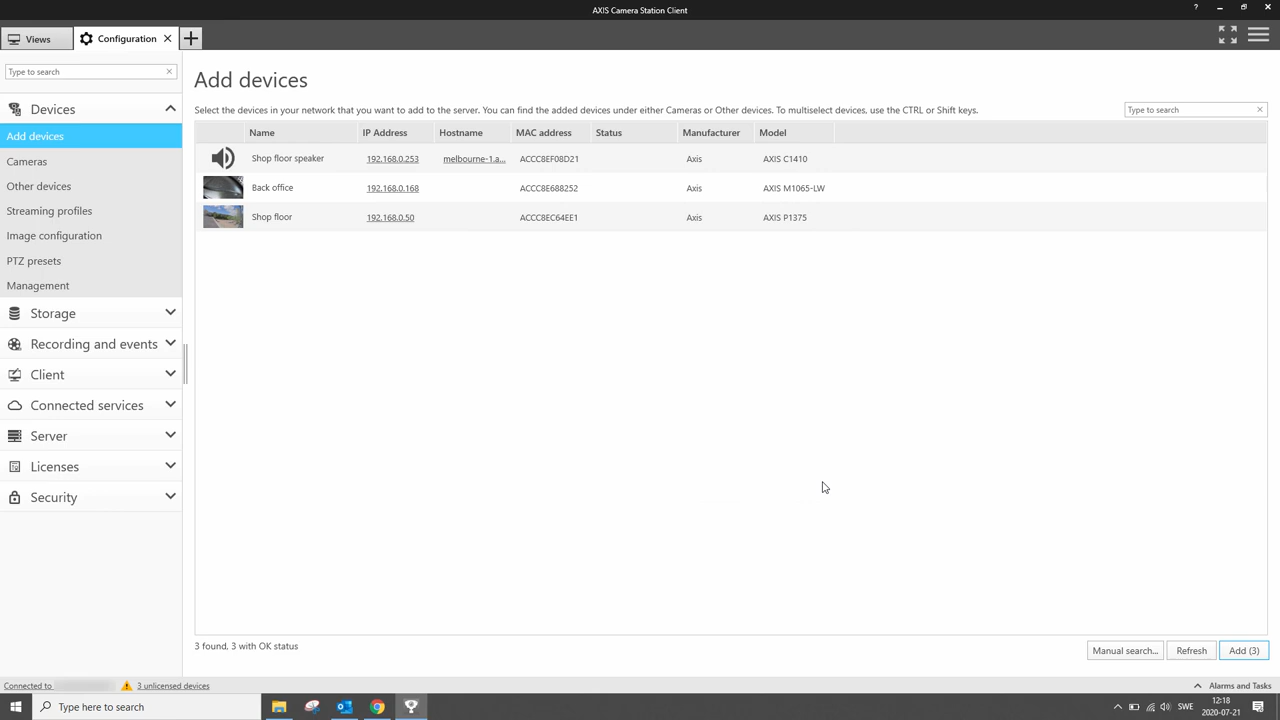 AXIS Camera Station Client
Views
Configuration
Type to search
Devices
Add devices
Cameras
Other devices
Streaming profiles
Image configuration
PTZ presets
Management
Storage
Recording and events
Client
Connected services
Server
Licenses
Security
Add devices
Select the devices in your network that you want to add to the server. You can find the added devices under either Cameras or Other devices. To multiselect devices, use the CTRL or Shift keys.
Type to search
Name IP Address Hostname MAC address Status Manufacturer Model
Shop floor speaker 192.168.0.253 melbourne-1.a... ACCC8EF08D21 Axis AXIS C1410
Back office 192.168.0.168 ACCC8E688252 Axis AXIS M1065-LW
Shop floor 192.168.0.50 ACCC8EC64EE1 Axis AXIS P1375
3 found, 3 with OK status
Manual search... Refresh Add (3)
Connected to 3 unlicensed devices Alarms and Tasks
Type here to search
SWE
12:18
2020-07-21